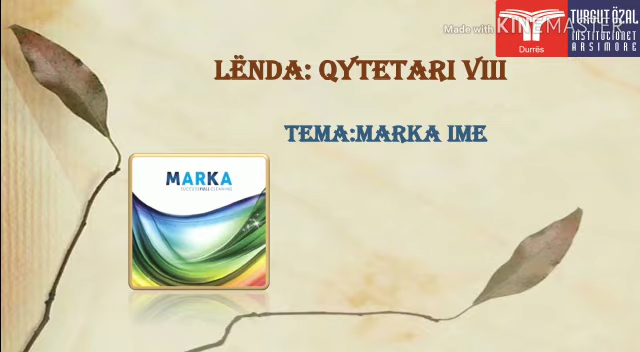 Made with KINEMASTER
TURGUT ÖZAL
INSTITUCIONET
ARSIMORE
Durrës
LËNDA: QYTETARI VIII
TEMA:MARKA IME
MARKA